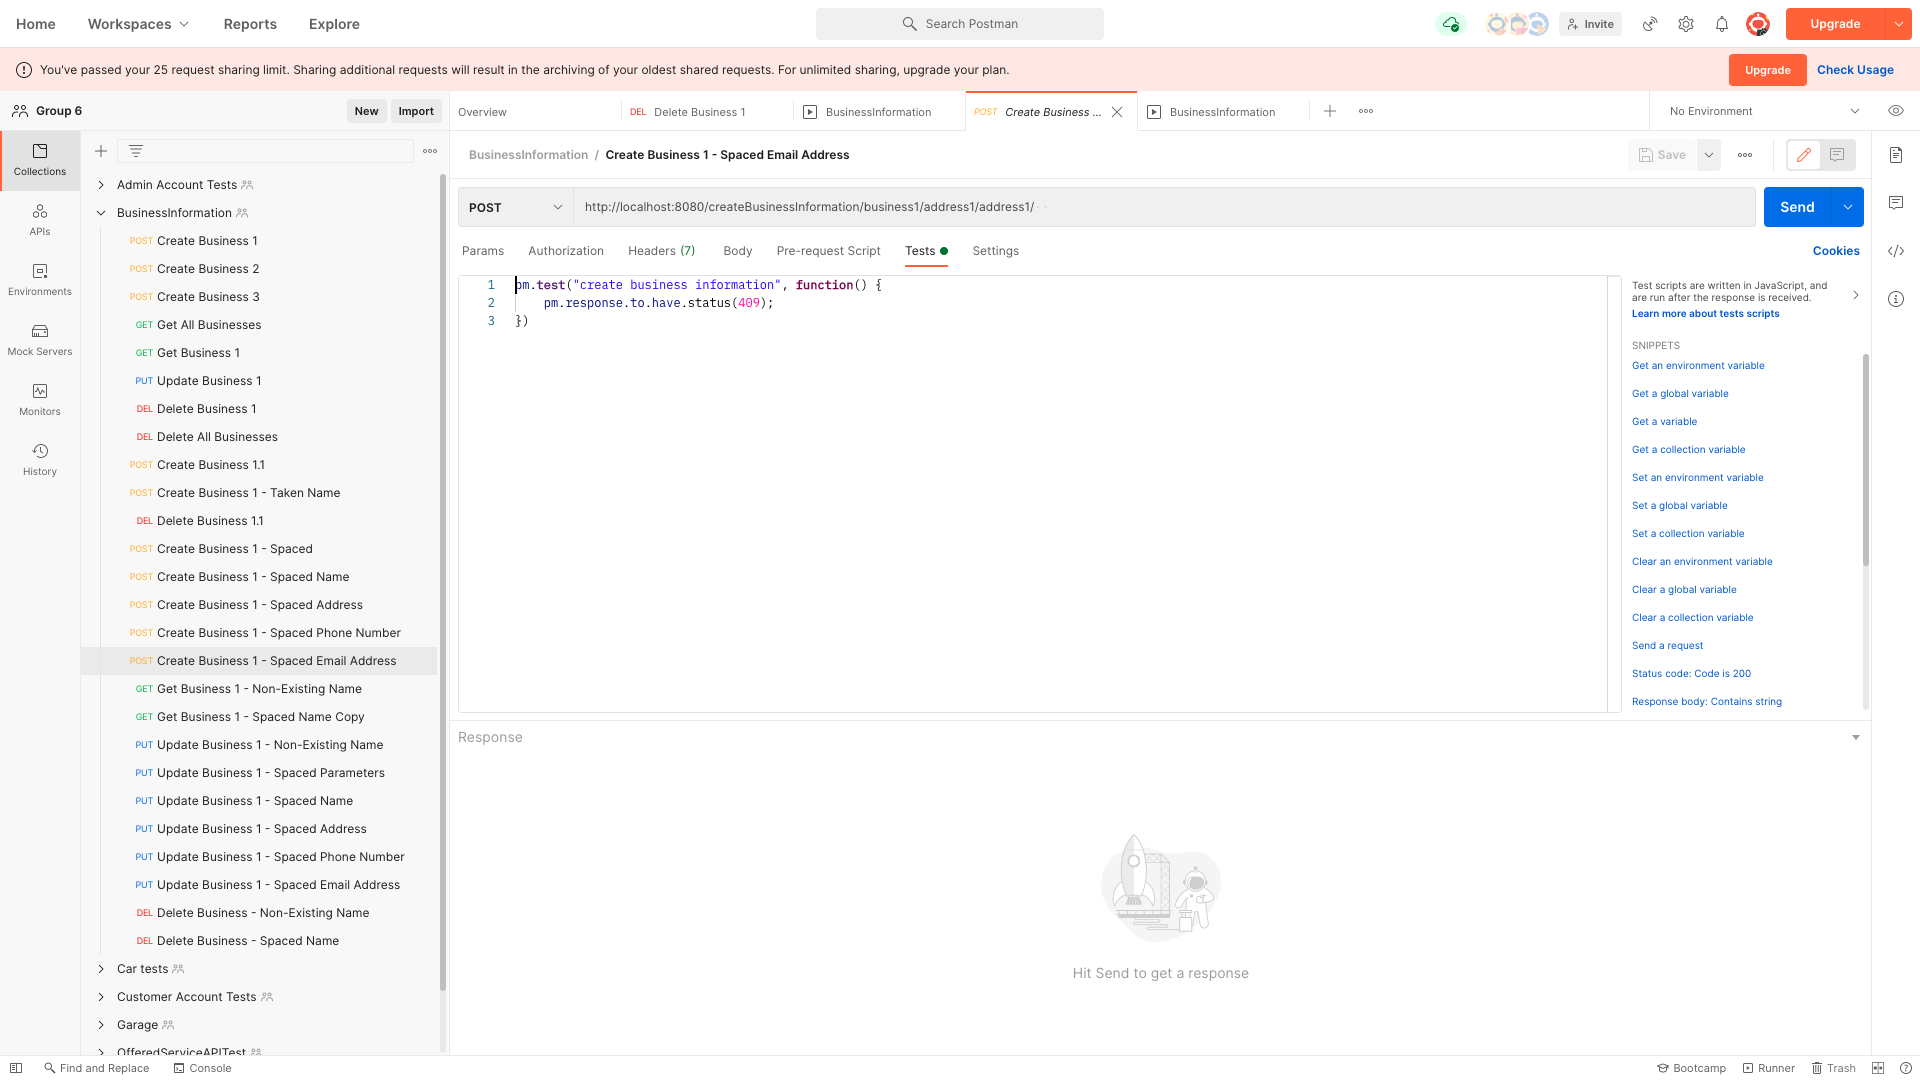 Home
Workspaces
Reports
Explore
Search Postman
Invite
Upgrade
You've passed your 25 request sharing limit. Sharing additional requests will result in the archiving of your oldest shared requests. For unlimited sharing, upgrade your plan.
Upgrade
Check Usage
Group 6
New
Import
Overview
DEL Delete Business 1
BusinessInformation
POST Create Business ...
BusinessInformation
No Environment
Collections
APIs
Environments
Mock Servers
Monitors
History
Admin Account Tests
BusinessInformation
POST Create Business 1
POST Create Business 2
POST Create Business 3
GET Get All Businesses
GET Get Business 1
PUT Update Business 1
DEL Delete Business 1
DEL Delete All Businesses
POST Create Business 1.1
POST Create Business 1 - Taken Name
DEL Delete Business 1.1
POST Create Business 1 - Spaced
POST Create Business 1 - Spaced Name
POST Create Business 1 - Spaced Address
POST Create Business 1 - Spaced Phone Number
POST Create Business 1 - Spaced Email Address
GET Get Business 1 - Non-Existing Name
GET Get Business 1 - Spaced Name Copy
PUT Update Business 1 - Non-Existing Name
PUT Update Business 1 - Spaced Parameters
PUT Update Business 1 - Spaced Name
PUT Update Business 1 - Spaced Address
PUT Update Business 1 - Spaced Phone Number
PUT Update Business 1 - Spaced Email Address
DEL Delete Business - Non-Existing Name
DEL Delete Business - Spaced Name
Car tests
Customer Account Tests
Garage
OfferedServiceAPITest
BusinessInformation / Create Business 1 - Spaced Email Address
Save
POST
http://localhost:8080/createBusinessInformation/business1/address1/address1/
Send
Params
Authorization
Headers (7)
Body
Pre-request Script
Tests
Settings
Cookies
1 pm.test("create business information", function() {
2 pm.response.to.have.status(409);
3 })
Test scripts are written in JavaScript, and
are run after the response is received.
Learn more about tests scripts
SNIPPETS
Get an environment variable
Get a global variable
Get a variable
Get a collection variable
Set an environment variable
Set a global variable
Set a collection variable
Clear an environment variable
Clear a global variable
Clear a collection variable
Send a request
Status code: Code is 200
Response body: Contains string
Response
Hit Send to get a response
Find and Replace
Console
Bootcamp
Runner
Trash